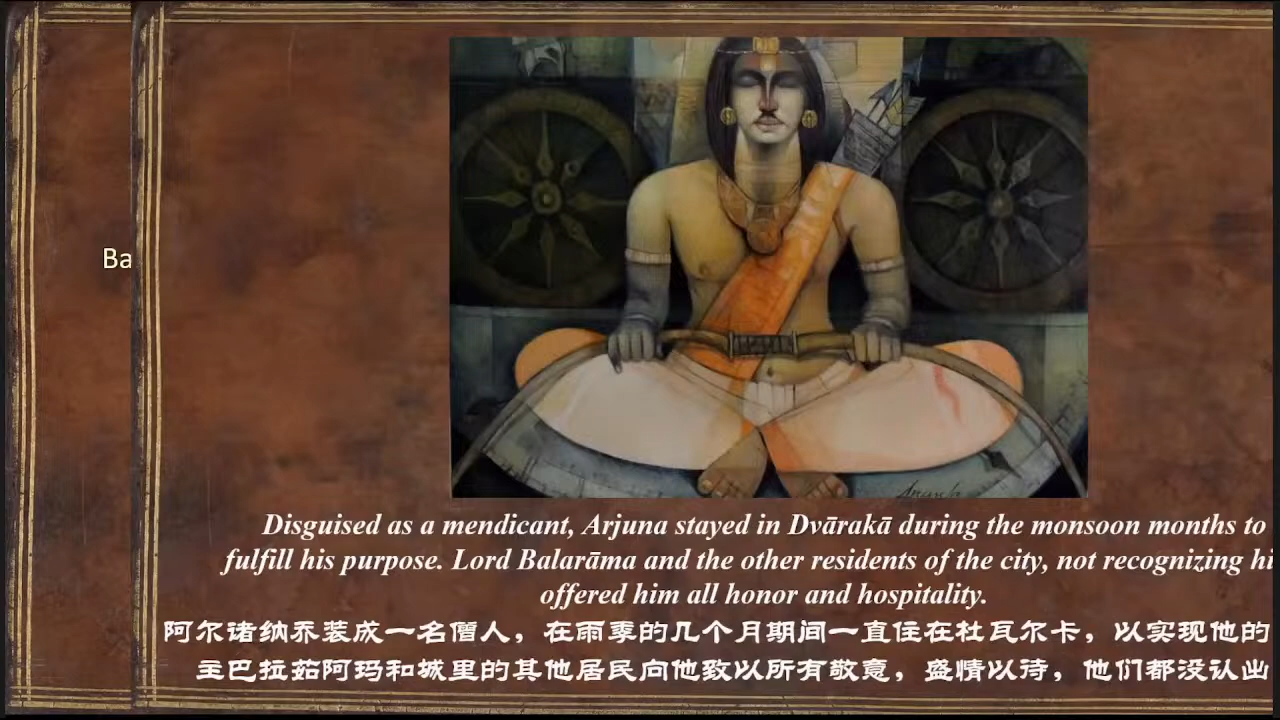 Ba
Disguised as a mendicant, Arjuna stayed in Dvārakā during the monsoon months to
fulfill his purpose. Lord Balarāma and the other residents of the city, not recognizing hi
offered him all honor and hospitality.
阿尔诸纳乔装成一名僧人，在雨季的几个月期间一直住在杜瓦尔卡，以实现他的
主巴拉茹阿玛和城里的其他居民向他致以所有敬意，盛情以待，他们都没认出